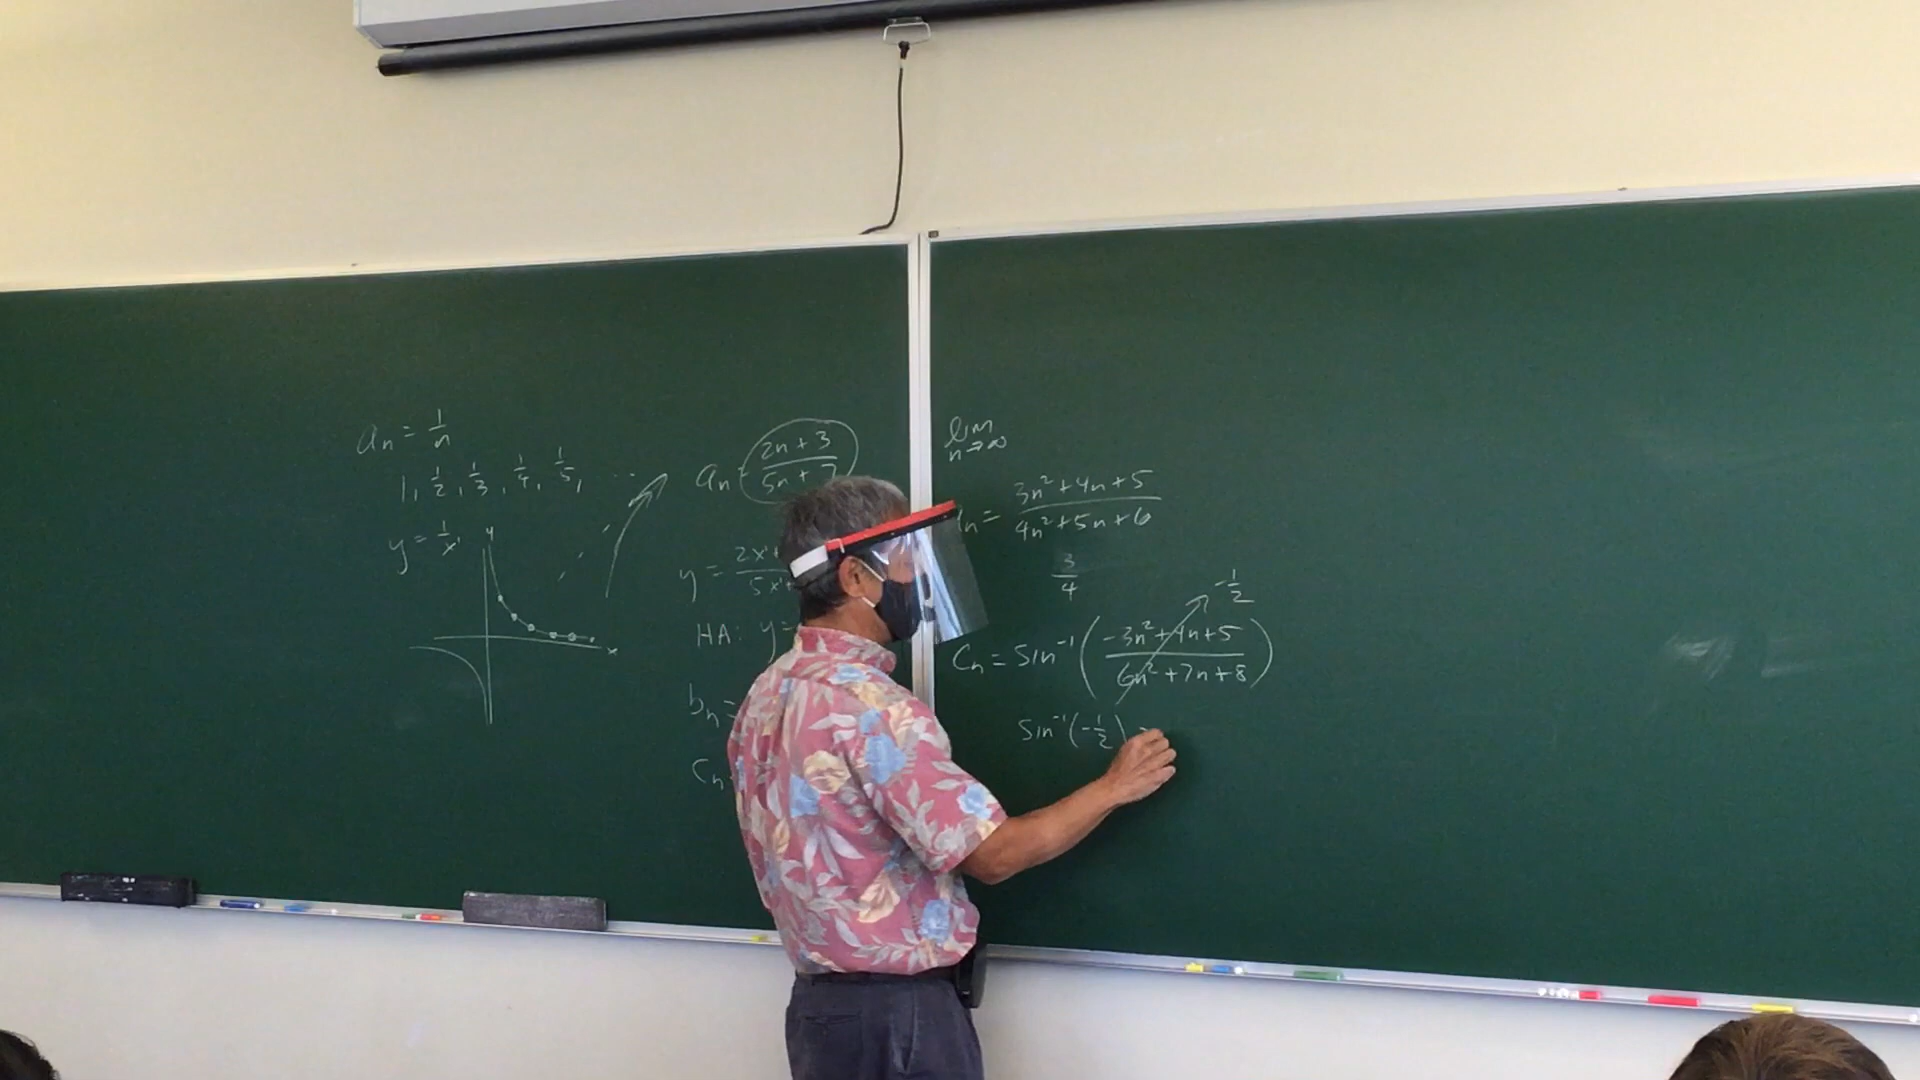 aₙ = 1/n
1, 1/2, 1/3, 1/4, 1/5, ...
y = 1/x
y
x
aₙ = (2n + 3)/(5n + 7)
y = 2x/5x
HA: y =
bₙ =
Cₙ =
lim n→∞
n = (3n² + 4n + 5)/(4n² + 5n + 6)
3/4
-1/2
Cₙ = Sin⁻¹((-3n² + 4n + 5)/(6n² + 7n + 8))
Sin⁻¹(-1/2) =